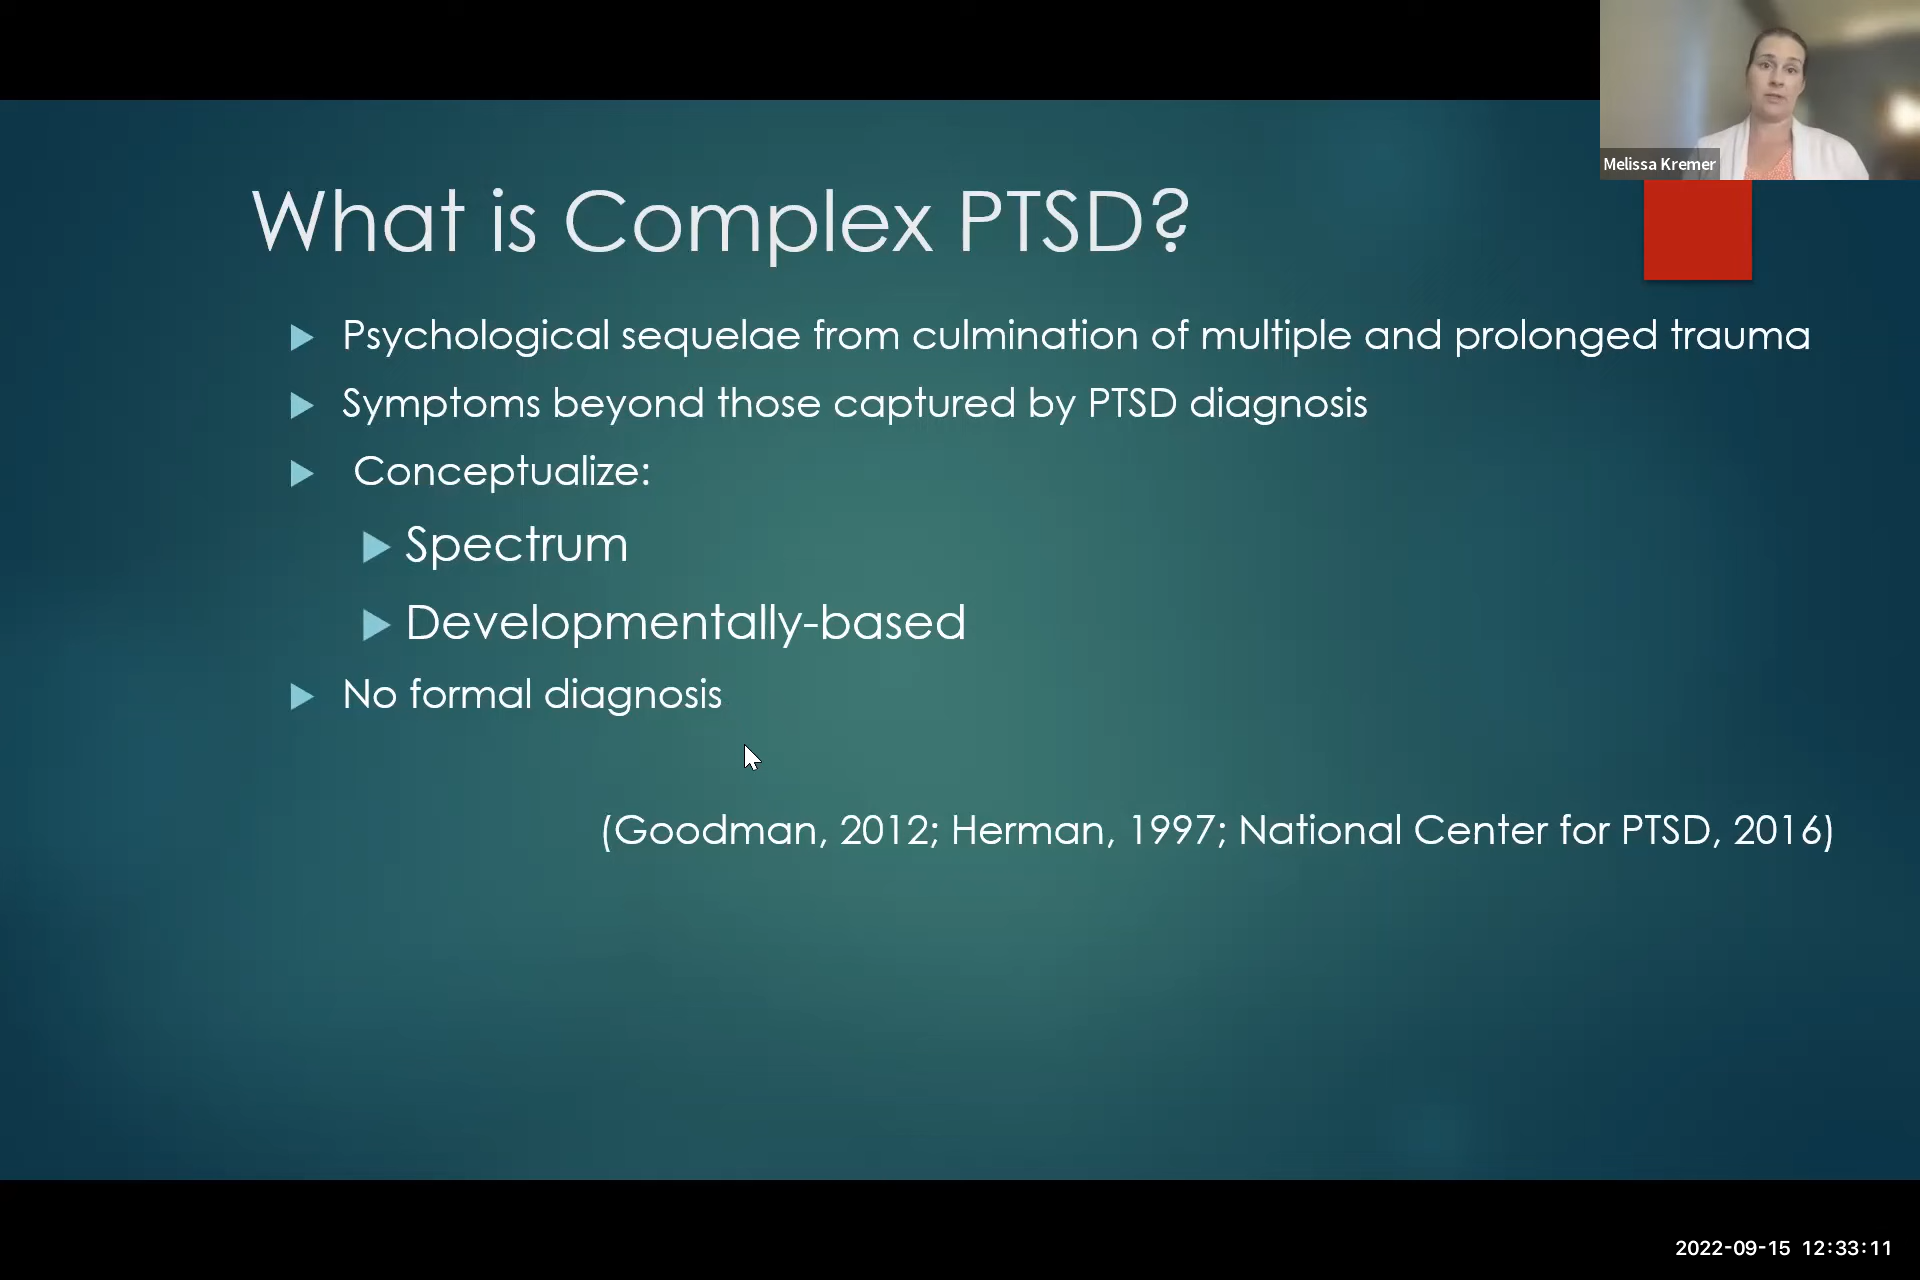 Melissa Kremer
What is Complex PTSD?
Psychological sequelae from culmination of multiple and prolonged trauma
Symptoms beyond those captured by PTSD diagnosis
Conceptualize:
Spectrum
Developmentally-based
No formal diagnosis
(Goodman, 2012; Herman, 1997; National Center for PTSD, 2016)
2022-09-15 12:33:11